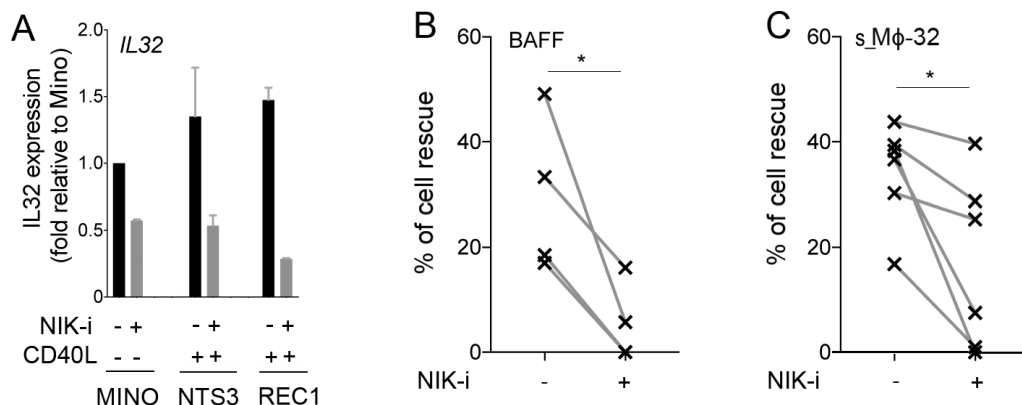 A
IL32
IL32 expression
(fold relative to Mino)
2.0
1.5
1.0
0.5
0
NIK-i - + - + - +
CD40L - - + + + +
MINO NTS3 REC1
B
BAFF
*
% of cell rescue
60
40
20
0
NIK-i - +
C
s_Mϕ-32
*
% of cell rescue
60
40
20
0
NIK-i - +